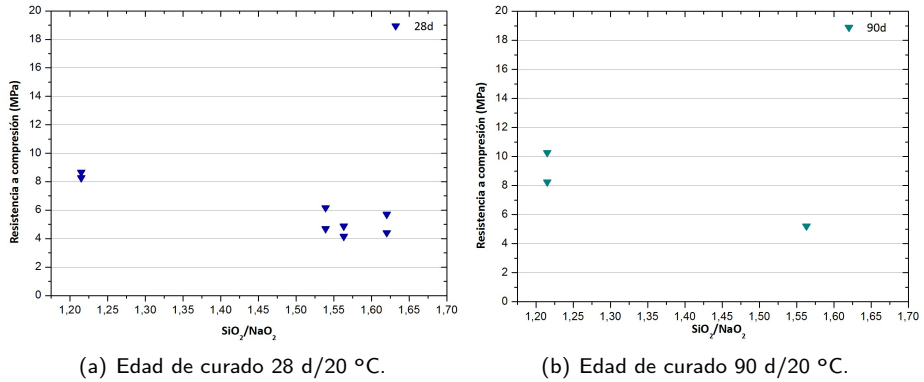 20
18
16
14
12
10
8
6
4
2
0
Resistencia a compresión (MPa)
28d
1,20 1,25 1,30 1,35 1,40 1,45 1,50 1,55 1,60 1,65 1,70
SiO₂/NaO₂
(a) Edad de curado 28 d/20 ºC.
20
18
16
14
12
10
8
6
4
2
0
Resistencia a compresión (MPa)
90d
1,20 1,25 1,30 1,35 1,40 1,45 1,50 1,55 1,60 1,65 1,70
SiO₂/NaO₂
(b) Edad de curado 90 d/20 ºC.